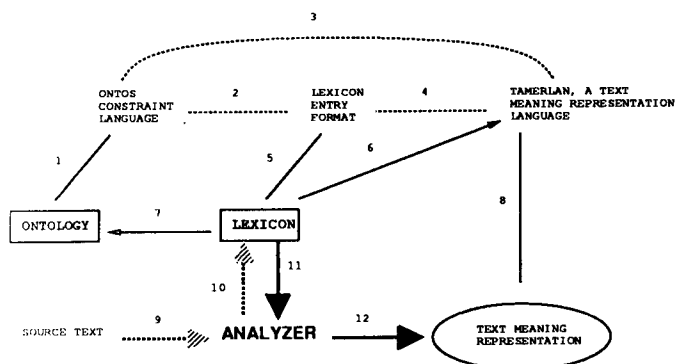 3
ONTOS
CONSTRAINT
LANGUAGE
2
LEXICON
ENTRY
FORMAT
4
TAMERLAN, A TEXT
MEANING REPRESENTATION
LANGUAGE
1
5
6
8
ONTOLOGY
7
LEXICON
10
11
SOURCE TEXT
9
ANALYZER
12
TEXT MEANING
REPRESENTATION